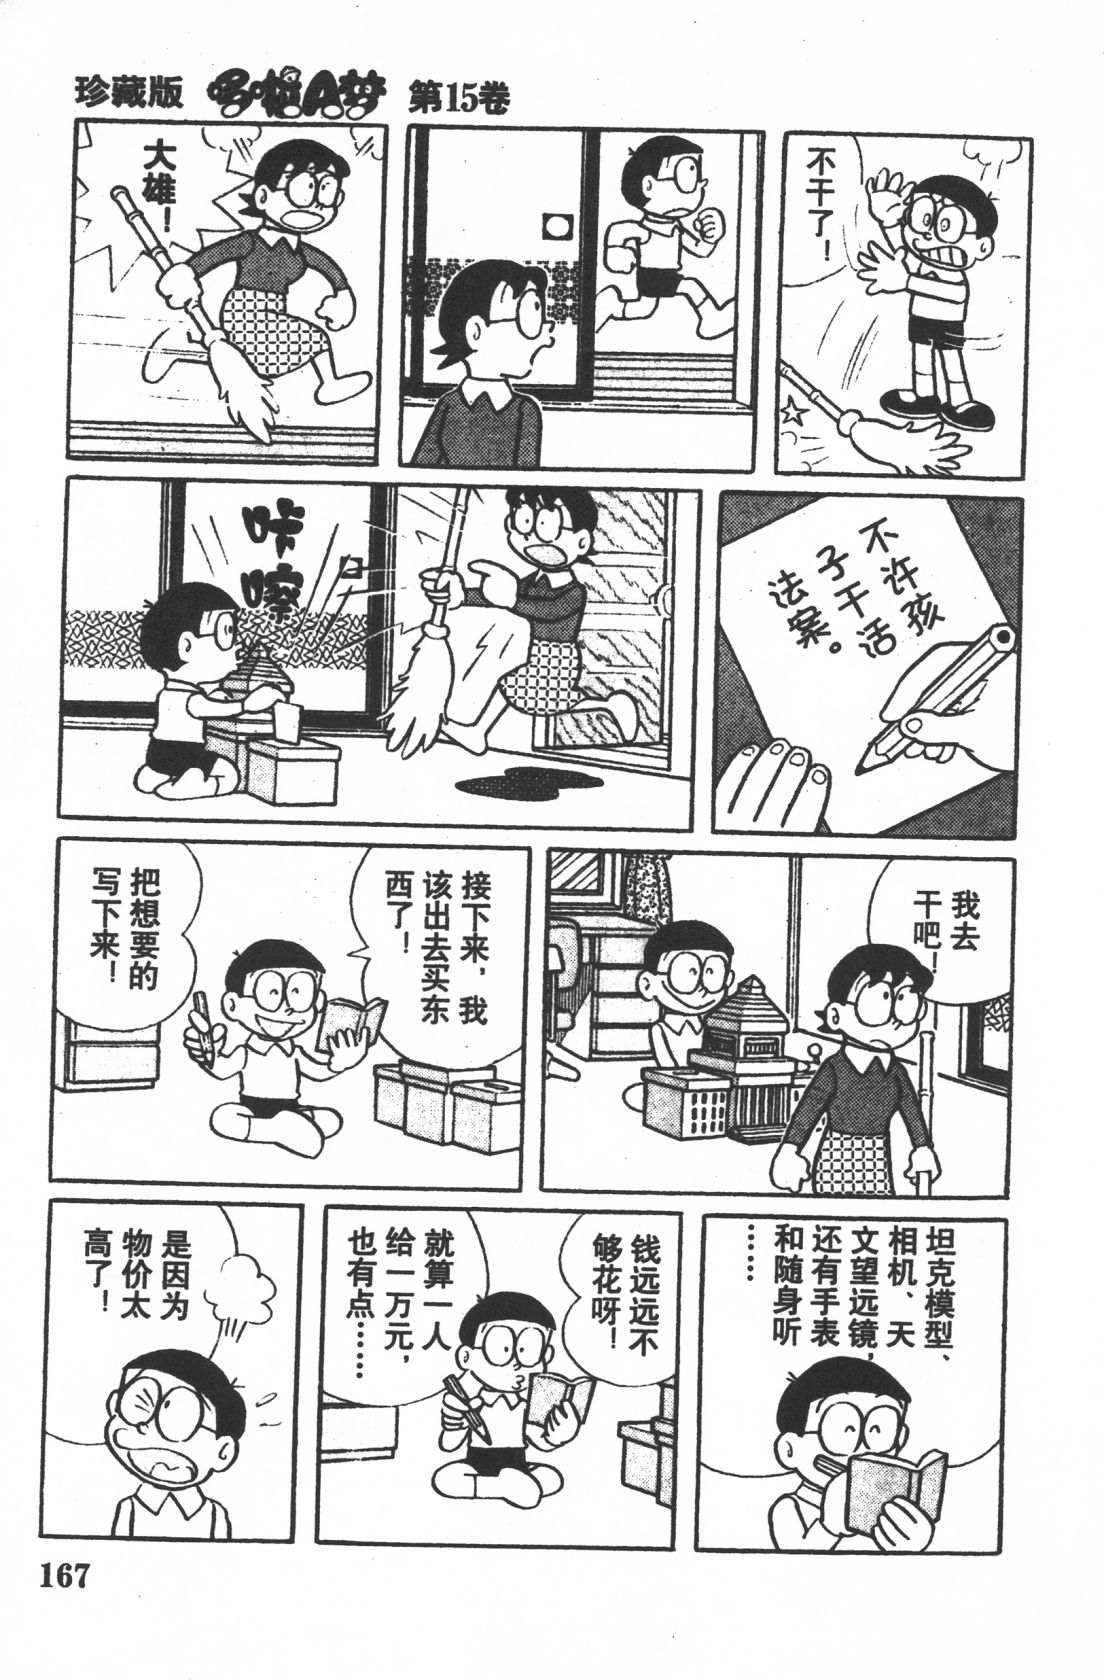 珍藏版 哆啦A梦 第15卷
不干了！
大雄！
不许孩
子干活
法案。
咔嚓
我去
干吧！
接下来，我
该出去买东
西了！
把想要的
写下来！
坦克模型、
相机、天
文望远镜，
还有手表
和随身听
……
钱远远不
够花呀！
就算一人
给一万元，
也有点……
是因为
物价太
高了！
167